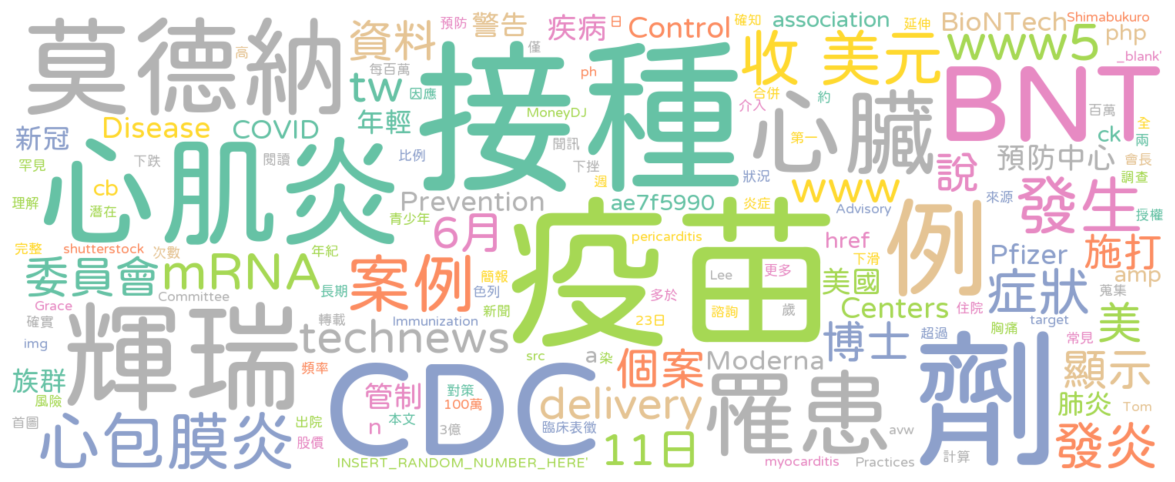 莫德納
高
預防
警告
疾病
日
確知
association
延伸
BioNTech
Shimabukuro
資料
僅
Control
收
美元
www5
php
_blank'
每百萬
tw
因應
ph
接種
合併
約
BNT
百萬
介入
MoneyDJ
年輕
新冠
Disease
COVID
心臟
第一
ck
全
兩
會長
罕見
下跌
閱讀
比例
聞訊
下挫
預防中心
調查
心肌炎
cb
潛在
理解
週
狀況
www
說
來源
授權
Prevention
青少年
ae7f5990
炎症
Advisory
發生
6月
完整
shutterstock
次數
年紀
疫苗
pericarditis
href
例
下滑
Pfizer
施打
委員會
mRNA
案例
簡報
Lee
更多
美國
amp
症狀
蒐集
Committee
長期
色列
新聞
多於
歲
Centers
住院
胸痛
target
美
Grace
確實
輝瑞
轉載
Immunization
諮詢
23日
img
technews
src
a
染
個案
Moderna
博士
超過
劑
常見
族群
風險
頻率
CDC
管制
對策
100萬
delivery
罹患
顯示
肺炎
Tom
首圖
心包膜炎
出院
股價
n
本文
3億
臨床表徵
11日
avw
計算
發炎
INSERT_RANDOM_NUMBER_HERE'
myocarditis
Practices